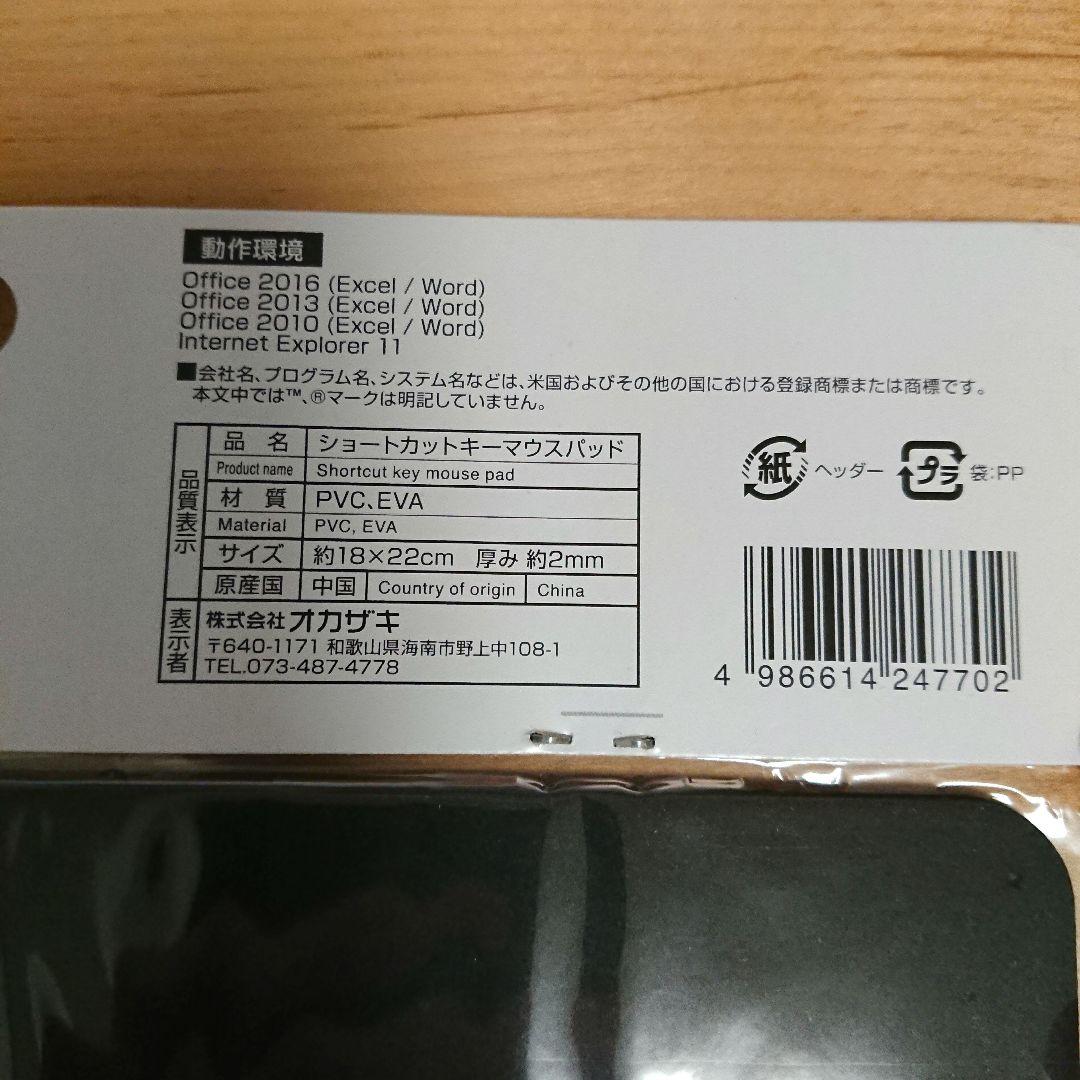 動作環境
Office 2016 (Excel / Word)
Office 2013 (Excel / Word)
Office 2010 (Excel / Word)
Internet Explorer 11
■会社名、プログラム名、システム名などは、米国およびその他の国における登録商標または商標です。
本文中では™、®マークは明記していません。
品質表示
品 名 ショートカットキーマウスパッド
Product name Shortcut key mouse pad
材 質 PVC、EVA
Material PVC, EVA
サイズ 約18×22cm 厚み 約2mm
原産国 中国 Country of origin China
表示者
株式会社オカザキ
〒640-1171 和歌山県海南市野上中108-1
TEL.073-487-4778
紙 ヘッダー プラ 袋:PP
4 986614 247702